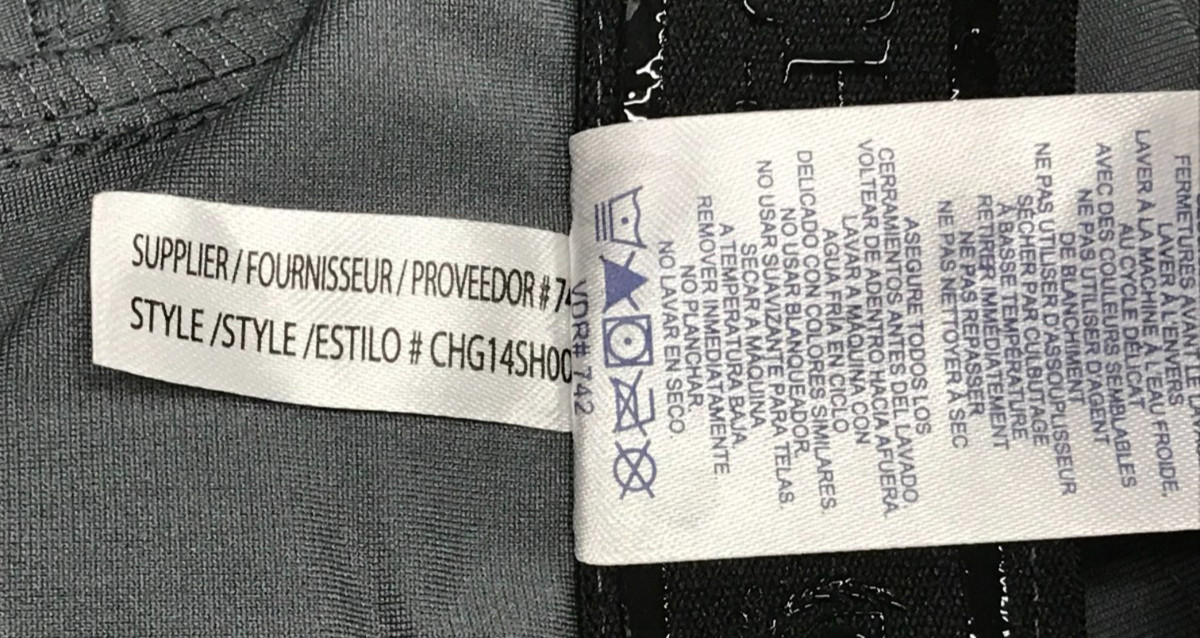 SUPPLIER / FOURNISSEUR / PROVEEDOR # 74
STYLE /STYLE /ESTILO # CHG14SH00
FERMETURES AVANT LE
LAVER À L'ENVERS
LAVER À LA MACHINE À L'EAU FROIDE,
AU CYCLE DÉLICAT
AVEC DES COULEURS SEMBLABLES
NE PAS UTILISER D'AGENT
DE BLANCHIMENT
NE PAS UTILISER D'ASSOUPLISSEUR
SÉCHER PAR CULBUTAGE
À BASSE TEMPÉRATURE
RETIRER IMMÉDIATEMENT
NE PAS REPASSER
NE PAS NETTOYER À SEC
ASEGURE TODOS LOS
CERRAMIENTOS ANTES DEL LAVADO.
VOLTEAR DE ADENTRO HACIA AFUERA.
LAVAR A MÁQUINA CON
AGUA FRÍA EN CICLO
DELICADO CON COLORES SIMILARES.
NO USAR BLANQUEADOR.
NO USAR SUAVIZANTE PARA TELAS.
SECAR A MÁQUINA
A TEMPERATURA BAJA.
REMOVER INMEDIATAMENTE.
NO PLANCHAR.
NO LAVAR EN SECO.
VDR# 742